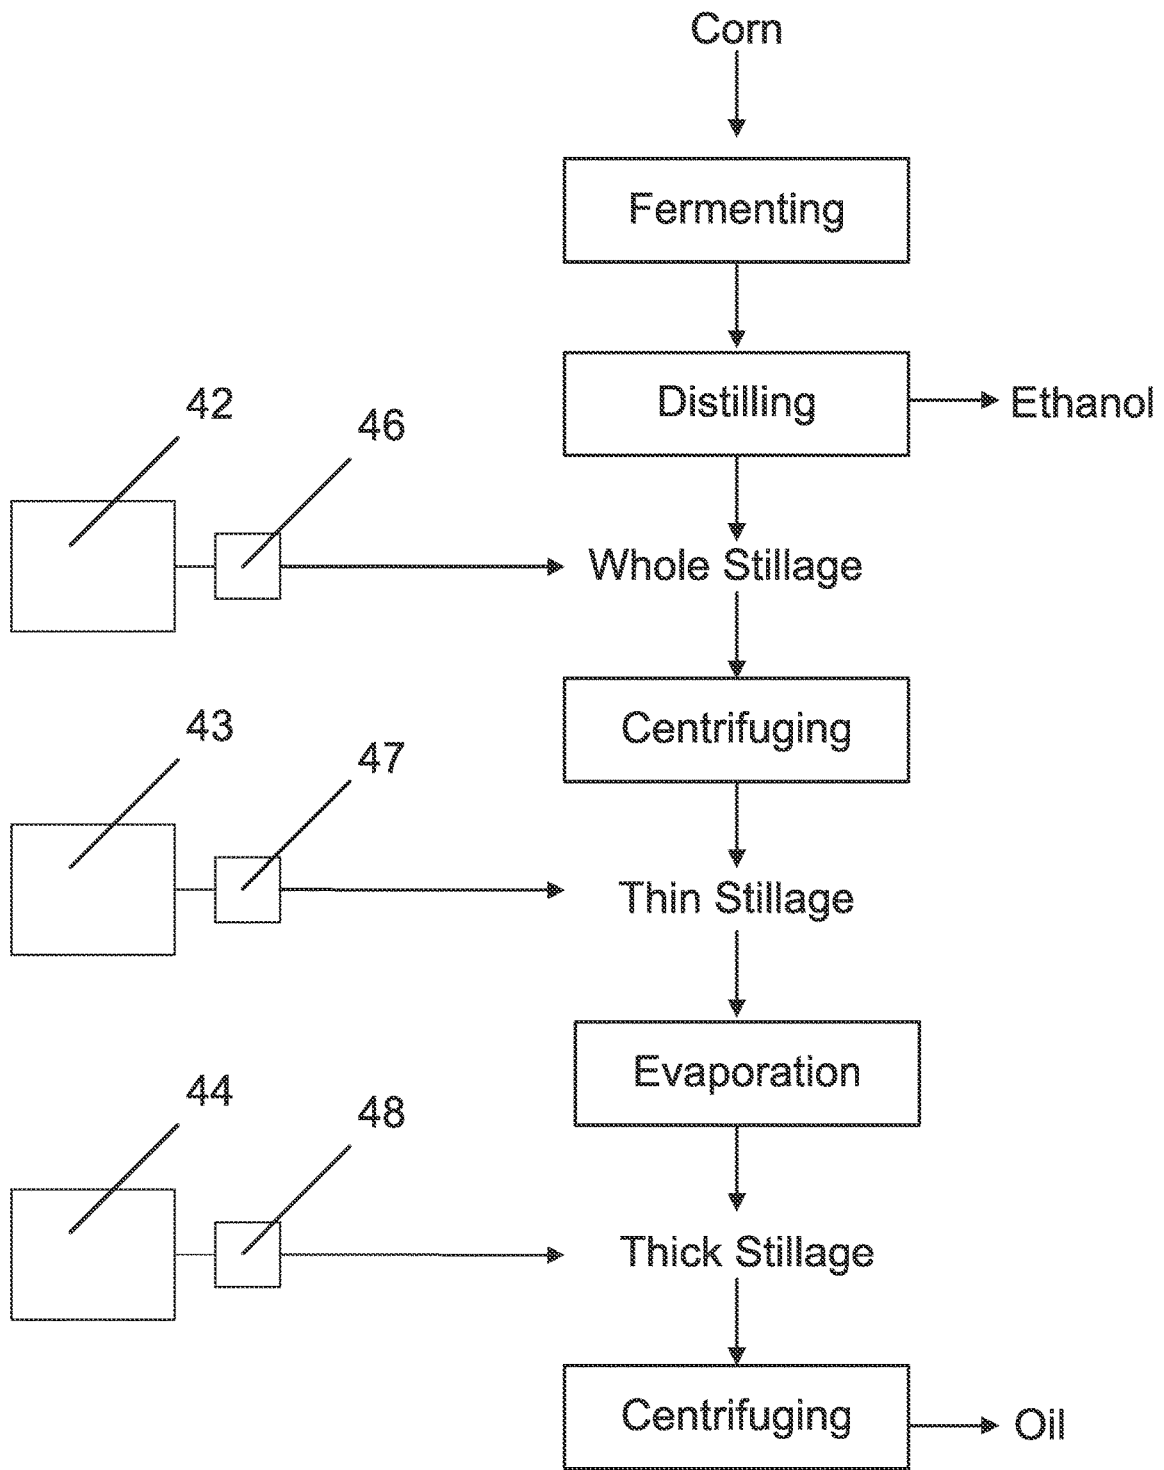 Corn
Fermenting
Distilling
Ethanol
42
46
Whole Stillage
43
47
Centrifuging
Thin Stillage
Evaporation
44
48
Thick Stillage
Centrifuging
Oil